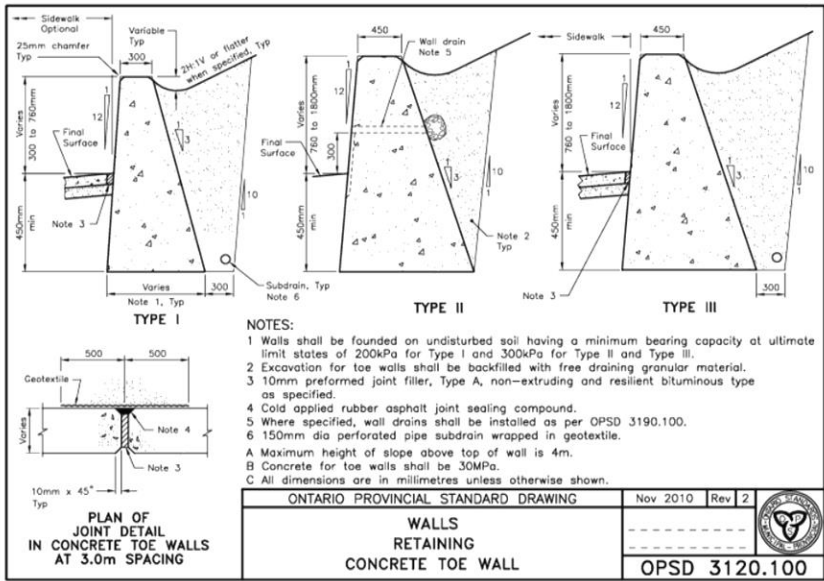 Sidewalk
Optional
25mm chamfer
Typ
Variable
Typ
300
2H:1V or flatter
when specified, Typ
Varies
300 to 760mm
1
12
1
3
Final
Surface
450mm
min
Note 3
10
1
Varies
Note 1, Typ
300
Subdrain, Typ
Note 6
TYPE I
450
Wall drain
Note 5
Varies
760 to 1800mm
1
12
300
Final
Surface
1
3
10
1
450mm
min
Note 2
Typ
TYPE II
Sidewalk
450
Varies
760 to 1800mm
1
12
Final
Surface
1
3
10
1
450mm
min
Note 3
300
TYPE III
500
500
Geotextile
Varies
Note 4
Note 3
10mm x 45°
Typ
PLAN OF
JOINT DETAIL
IN CONCRETE TOE WALLS
AT 3.0m SPACING
NOTES:
1 Walls shall be founded on undisturbed soil having a minimum bearing capacity at ultimate
limit states of 200kPa for Type I and 300kPa for Type II and Type III.
2 Excavation for toe walls shall be backfilled with free draining granular material.
3 10mm preformed joint filler, Type A, non-extruding and resilient bituminous type
as specified.
4 Cold applied rubber asphalt joint sealing compound.
5 Where specified, wall drains shall be installed as per OPSD 3190.100.
6 150mm dia perforated pipe subdrain wrapped in geotextile.
A Maximum height of slope above top of wall is 4m.
B Concrete for toe walls shall be 30MPa.
C All dimensions are in millimetres unless otherwise shown.
ONTARIO PROVINCIAL STANDARD DRAWING
Nov 2010 Rev 2
WALLS
RETAINING
CONCRETE TOE WALL
OPSD 3120.100